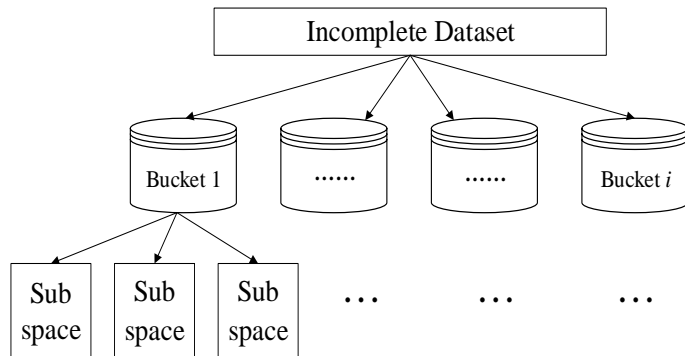 Incomplete Dataset
Bucket 1
······
······
Bucket i
Sub
space
Sub
space
Sub
space
···
···
···